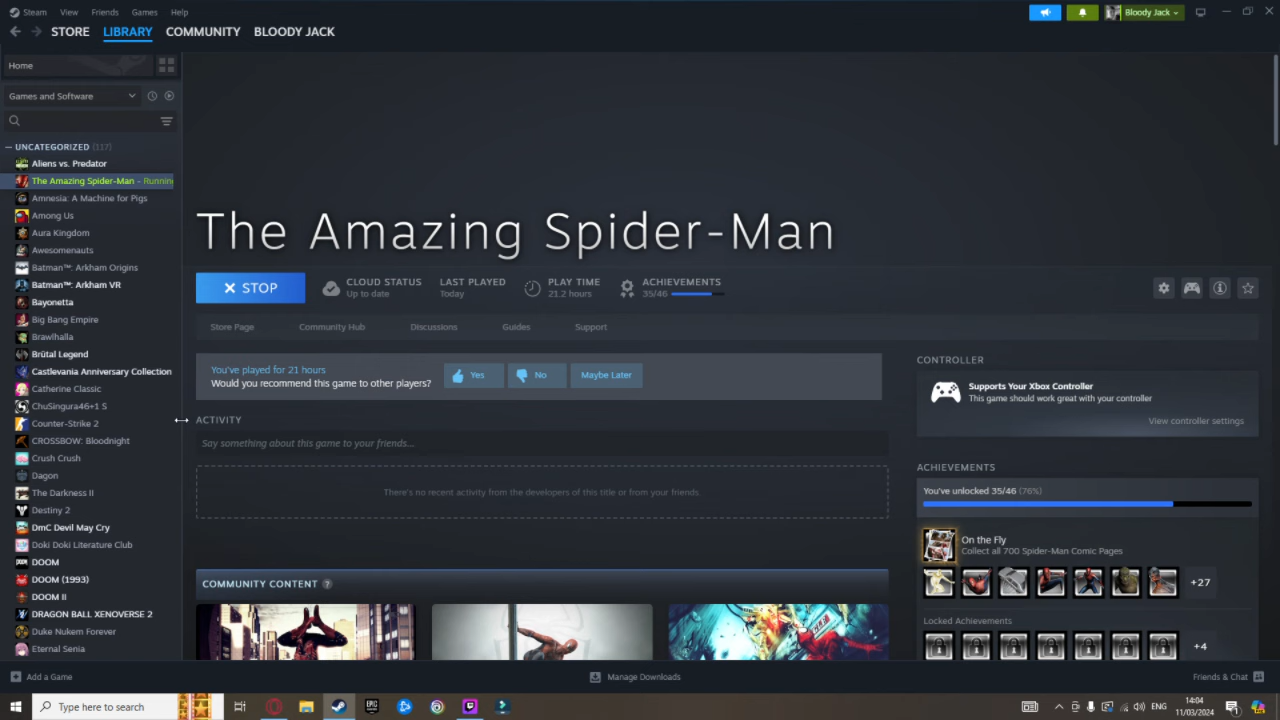 Steam View Friends Games Help
Bloody Jack
STORE LIBRARY COMMUNITY BLOODY JACK
Home
Games and Software
UNCATEGORIZED (117)
Aliens vs. Predator
The Amazing Spider-Man - Running
Amnesia: A Machine for Pigs
Among Us
Aura Kingdom
Awesomenauts
Batman™: Arkham Origins
Batman™: Arkham VR
Bayonetta
Big Bang Empire
Brawlhalla
Brütal Legend
Castlevania Anniversary Collection
Catherine Classic
ChuSingura46+1 S
Counter-Strike 2
CROSSBOW: Bloodnight
Crush Crush
Dagon
The Darkness II
Destiny 2
DmC Devil May Cry
Doki Doki Literature Club
DOOM
DOOM (1993)
DOOM II
DRAGON BALL XENOVERSE 2
Duke Nukem Forever
Eternal Senia
The Amazing Spider-Man
STOP
CLOUD STATUS
Up to date
LAST PLAYED
Today
PLAY TIME
21.2 hours
ACHIEVEMENTS
35/46
Store Page Community Hub Discussions Guides Support
You've played for 21 hours
Would you recommend this game to other players?
Yes No Maybe Later
ACTIVITY
Say something about this game to your friends...
There's no recent activity from the developers of this title or from your friends.
COMMUNITY CONTENT ?
CONTROLLER
Supports Your Xbox Controller
This game should work great with your controller
View controller settings
ACHIEVEMENTS
You've unlocked 35/46 (76%)
On the Fly
Collect all 700 Spider-Man Comic Pages
+27
Locked Achievements
+4
Add a Game
Manage Downloads
Friends & Chat
Type here to search
EPIC
GAMES
ENG
14:04
11/03/2024
1